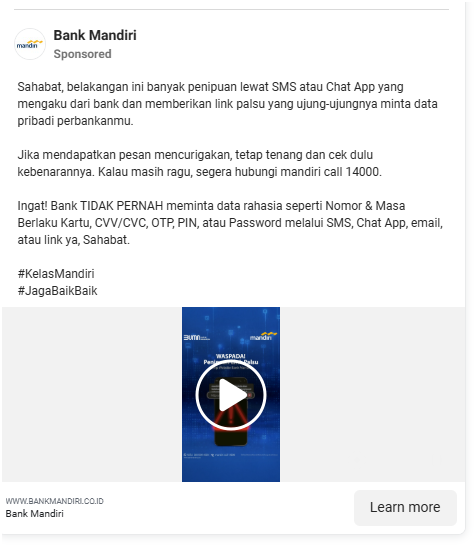 mandiri
Bank Mandiri
Sponsored
Sahabat, belakangan ini banyak penipuan lewat SMS atau Chat App yang
mengaku dari bank dan memberikan link palsu yang ujung-ujungnya minta data
pribadi perbankanmu.
Jika mendapatkan pesan mencurigakan, tetap tenang dan cek dulu
kebenarannya. Kalau masih ragu, segera hubungi mandiri call 14000.
Ingat! Bank TIDAK PERNAH meminta data rahasia seperti Nomor & Masa
Berlaku Kartu, CVV/CVC, OTP, PIN, atau Password melalui SMS, Chat App, email,
atau link ya, Sahabat.
#KelasMandiri
#JagaBaikBaik
BUMN
mandiri
WASPADA!
Palsu
WWW.BANKMANDIRI.CO.ID
Bank Mandiri
Learn more